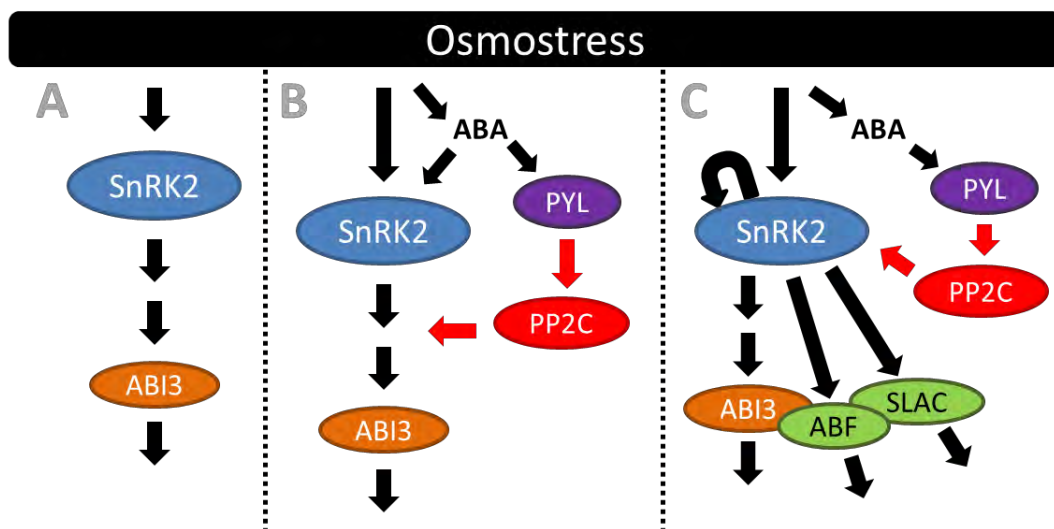 Osmostress
A
SnRK2
ABI3
B
ABA
PYL
SnRK2
PP2C
ABI3
C
ABA
PYL
SnRK2
PP2C
ABI3
ABF
SLAC